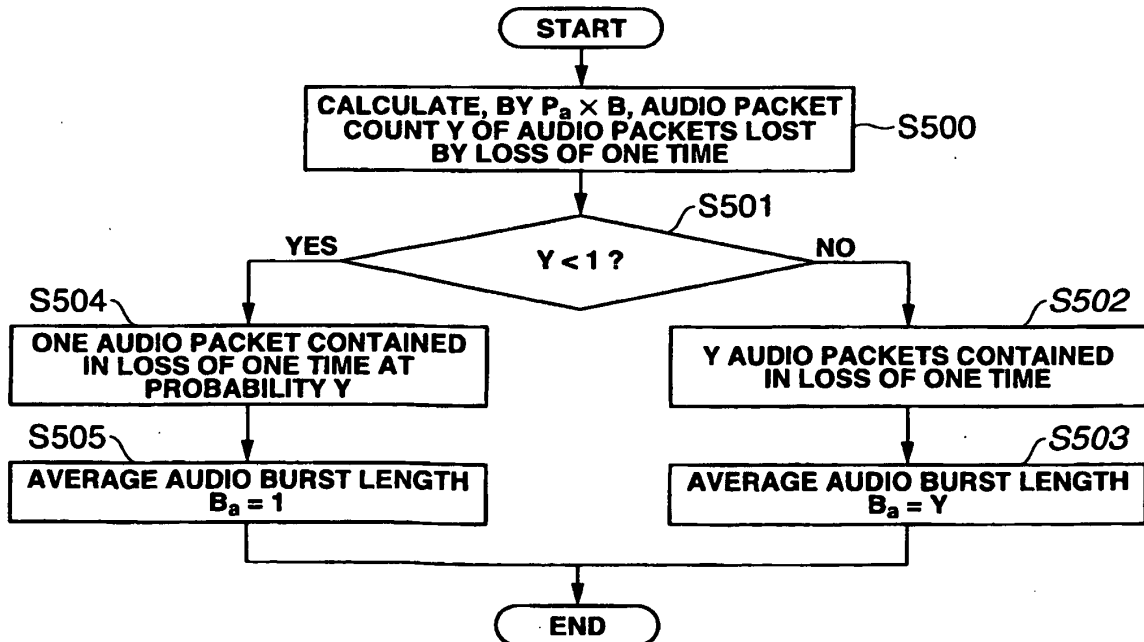 START
CALCULATE, BY Pₐ × B, AUDIO PACKET
COUNT Y OF AUDIO PACKETS LOST
BY LOSS OF ONE TIME
S500
S501
YES
Y < 1 ?
NO
S504
ONE AUDIO PACKET CONTAINED
IN LOSS OF ONE TIME AT
PROBABILITY Y
S502
Y AUDIO PACKETS CONTAINED
IN LOSS OF ONE TIME
S505
AVERAGE AUDIO BURST LENGTH
Bₐ = 1
S503
AVERAGE AUDIO BURST LENGTH
Bₐ = Y
END